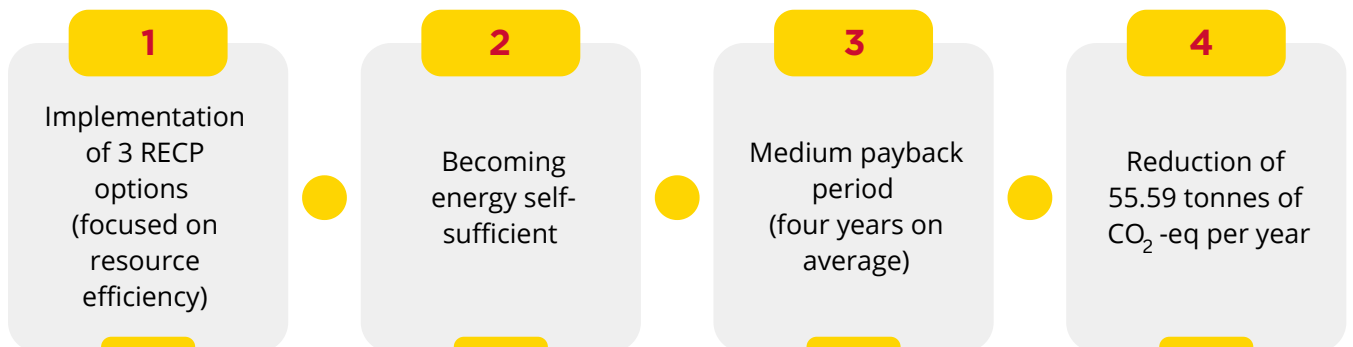 1
Implementation
of 3 RECP
options
(focused on
resource
efficiency)
2
Becoming
energy self-
sufficient
3
Medium payback
period
(four years on
average)
4
Reduction of
55.59 tonnes of
CO₂ -eq per year